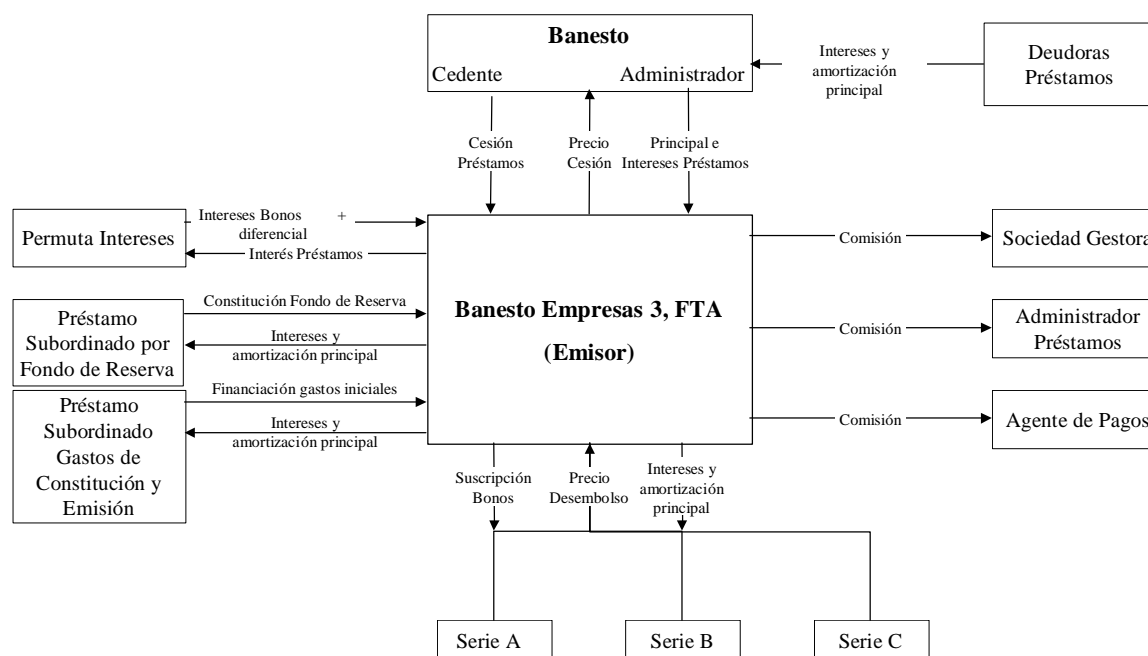 Banesto
Cedente
Administrador
Intereses y
amortización
principal
Deudoras
Préstamos
Cesión
Préstamos
Precio
Cesión
Principal e
Intereses Préstamos
Permuta Intereses
Intereses Bonos +
diferencial
Interés Préstamos
Préstamo
Subordinado por
Fondo de Reserva
Constitución Fondo de Reserva
Intereses y
amortización principal
Préstamo
Subordinado
Gastos de
Constitución y
Emisión
Financiación gastos iniciales
Intereses y
amortización principal
Banesto Empresas 3, FTA
(Emisor)
Comisión
Sociedad Gestora
Comisión
Administrador
Préstamos
Comisión
Agente de Pagos
Suscripción
Bonos
Precio
Desembolso
Intereses y
amortización
principal
Serie A
Serie B
Serie C